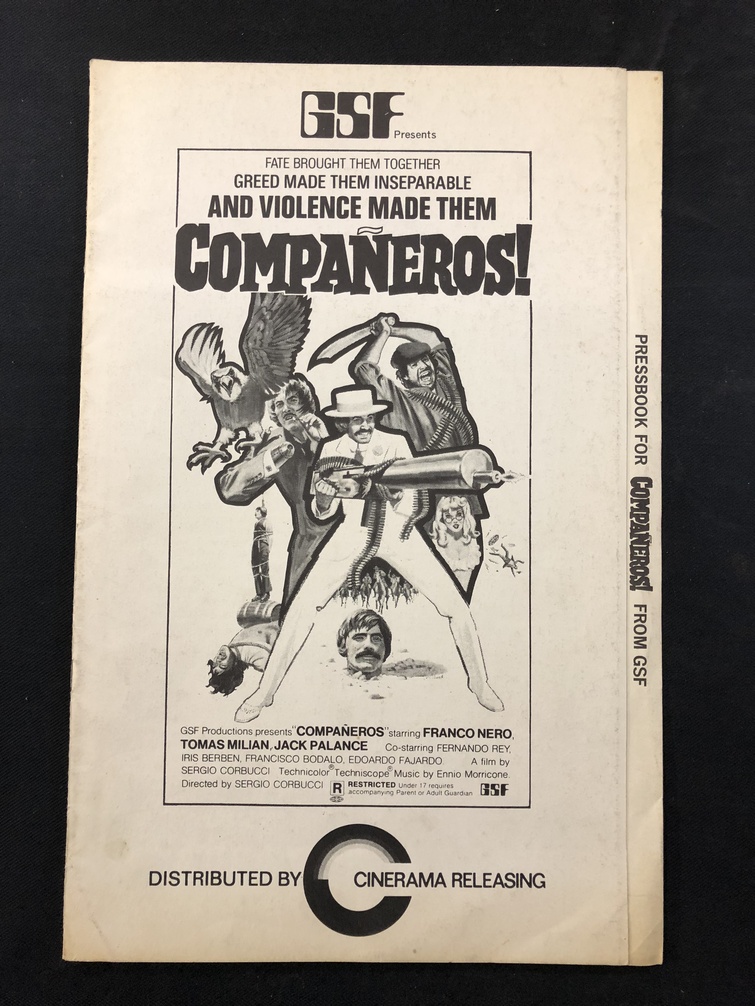 GSF
Presents
FATE BROUGHT THEM TOGETHER
GREED MADE THEM INSEPARABLE
AND VIOLENCE MADE THEM
COMPAÑEROS!
GSF Productions presents "COMPAÑEROS" starring FRANCO NERO,
TOMAS MILIAN, JACK PALANCE Co-starring FERNANDO REY,
IRIS BERBEN, FRANCISCO BODALO, EDOARDO FAJARDO. A film by
SERGIO CORBUCCI Technicolor® Techniscope® Music by Ennio Morricone.
Directed by SERGIO CORBUCCI R RESTRICTED Under 17 requires
accompanying Parent or Adult Guardian GSF
DISTRIBUTED BY CINERAMA RELEASING
PRESSBOOK FOR COMPAÑEROS! FROM GSF